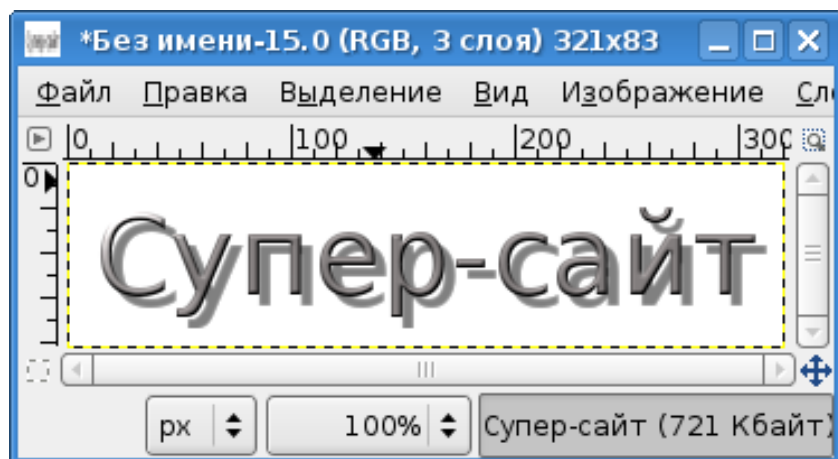 *Без имени-15.0 (RGB, 3 слоя) 321x83
Файл Правка Выделение Вид Изображение
0 100 200 300
0
Супер-сайт
px 100% Супер-сайт (721 Кбайт)